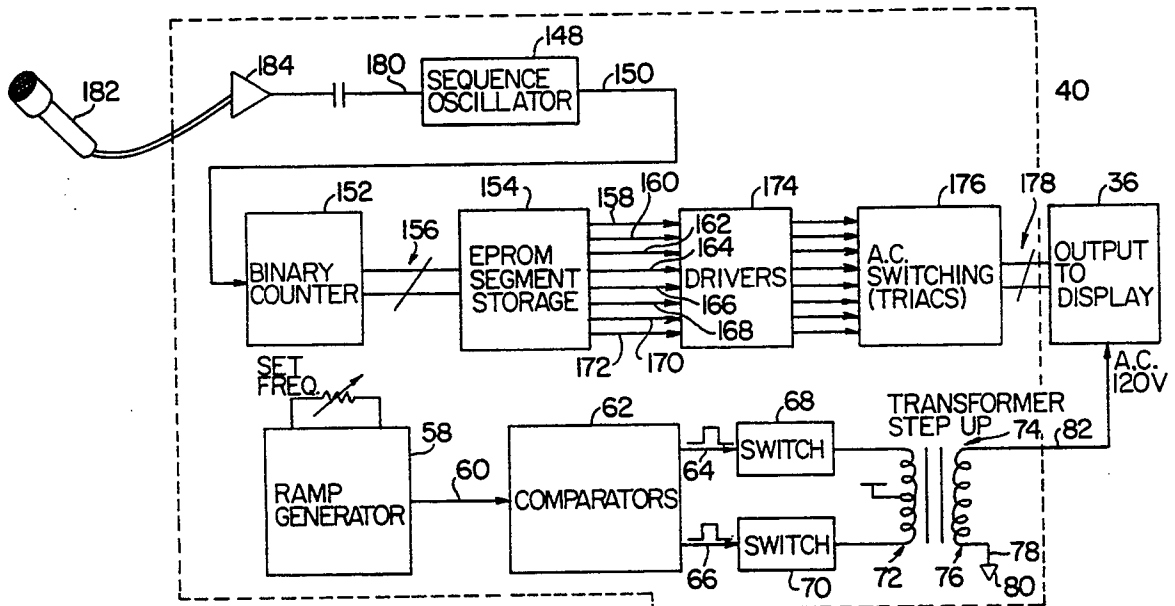 148
184
180
SEQUENCE
OSCILLATOR
150
40
182
152
154
158
160
174
176
178
36
156
162
164
BINARY
COUNTER
EPROM
SEGMENT
STORAGE
DRIVERS
A.C.
SWITCHING
(TRIACS)
OUTPUT
TO
DISPLAY
166
168
172
170
SET
FREQ.
A.C.
120V
58
62
68
TRANSFORMER
STEP UP
74
82
64
SWITCH
RAMP
GENERATOR
60
COMPARATORS
SWITCH
66
70
72
76
78
80